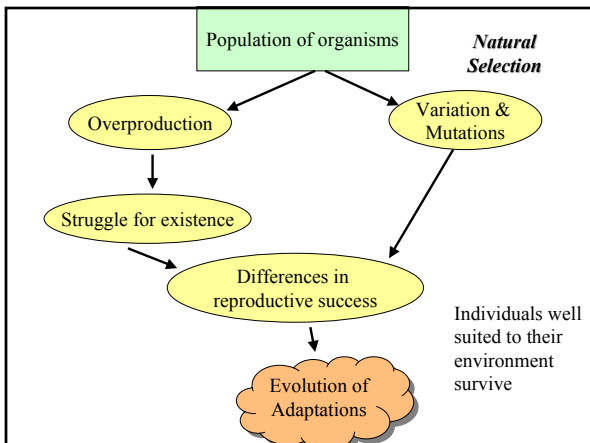 Population of organisms
Natural
Selection
Overproduction
Variation &
Mutations
Struggle for existence
Differences in
reproductive success
Individuals well
suited to their
environment
survive
Evolution of
Adaptations